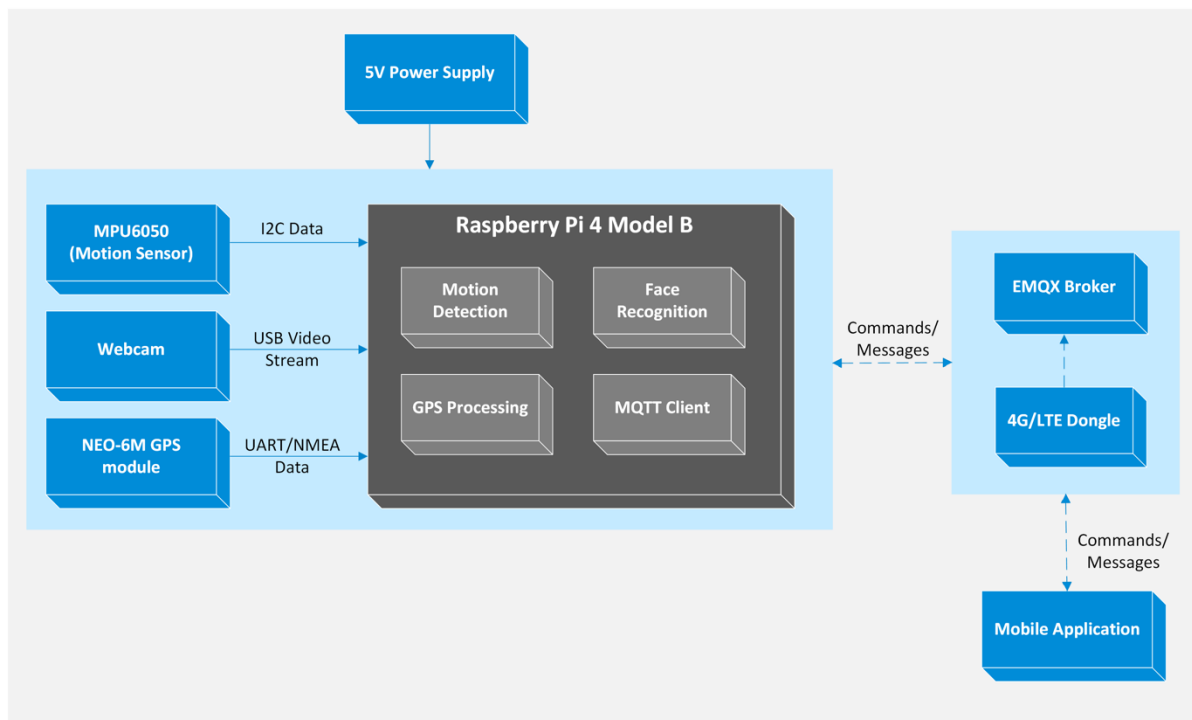 5V Power Supply
MPU6050
(Motion Sensor)
I2C Data
Webcam
USB Video
Stream
NEO-6M GPS
module
UART/NMEA
Data
Raspberry Pi 4 Model B
Motion
Detection
Face
Recognition
GPS Processing
MQTT Client
Commands/
Messages
EMQX Broker
4G/LTE Dongle
Commands/
Messages
Mobile Application